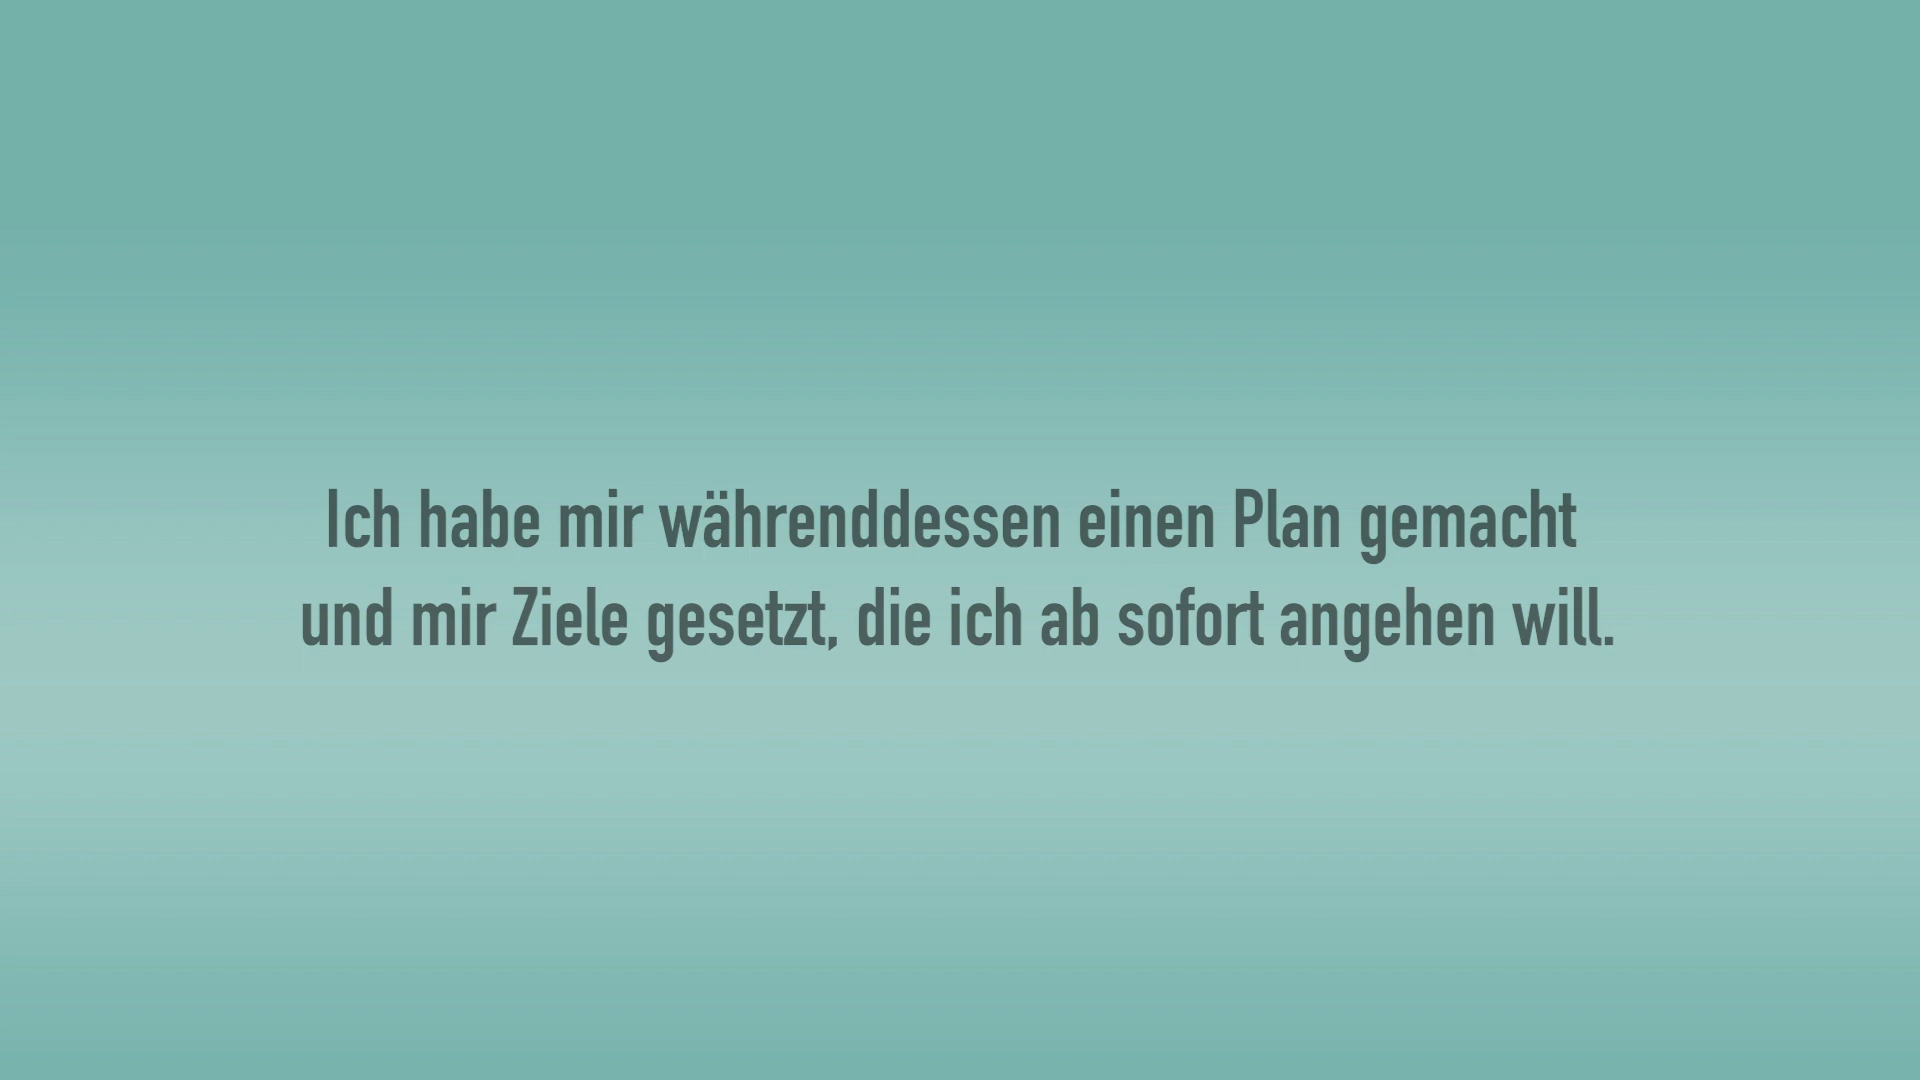 Ich habe mir währenddessen einen Plan gemacht
und mir Ziele gesetzt, die ich ab sofort angehen will.